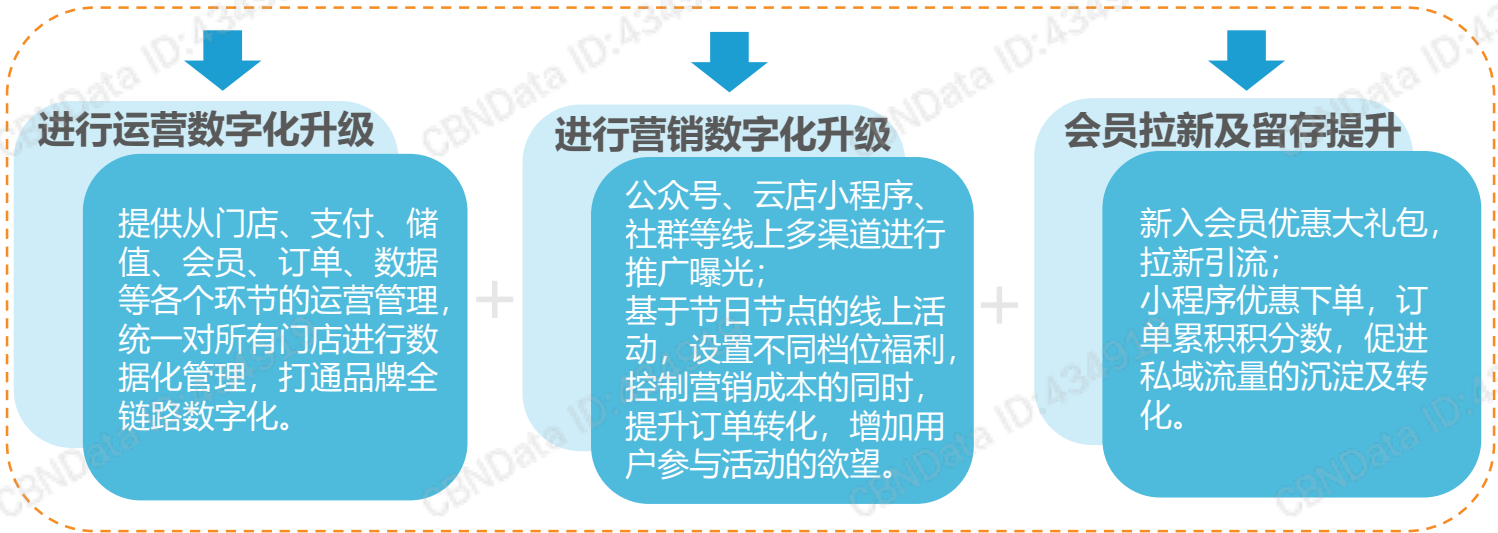 进行运营数字化升级
提供从门店、支付、储
值、会员、订单、数据
等各个环节的运营管理，
统一对所有门店进行数
据化管理，打通品牌全
链路数字化。
+
进行营销数字化升级
公众号、云店小程序、
社群等线上多渠道进行
推广曝光；
基于节日节点的线上活
动，设置不同档位福利，
控制营销成本的同时，
提升订单转化，增加用
户参与活动的欲望。
+
会员拉新及留存提升
新入会员优惠大礼包，
拉新引流；
小程序优惠下单，订
单累积积分数，促进
私域流量的沉淀及转
化。